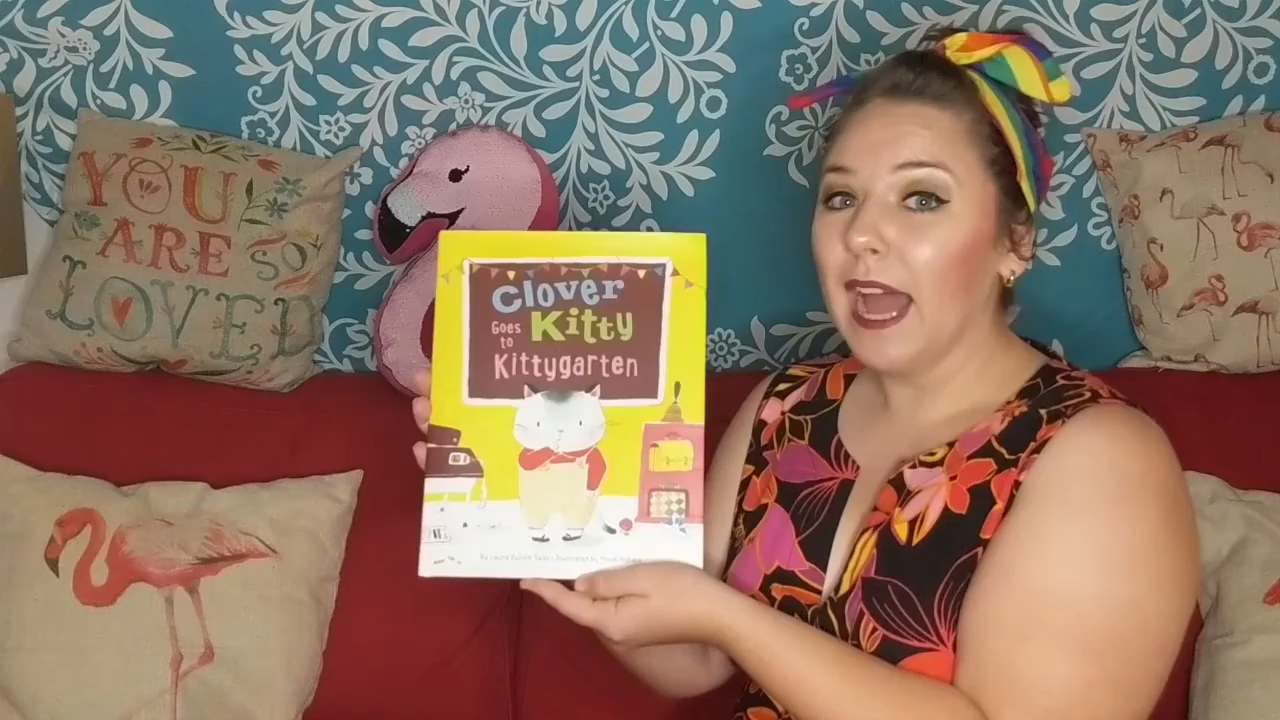 YOU
ARE SO
LOVED
Clover
Goes Kitty
to
Kittygarten